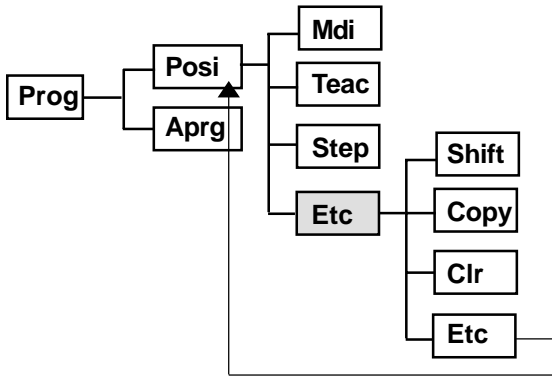 Prog
Posi
Aprg
Mdi
Teac
Step
Etc
Shift
Copy
Clr
Etc